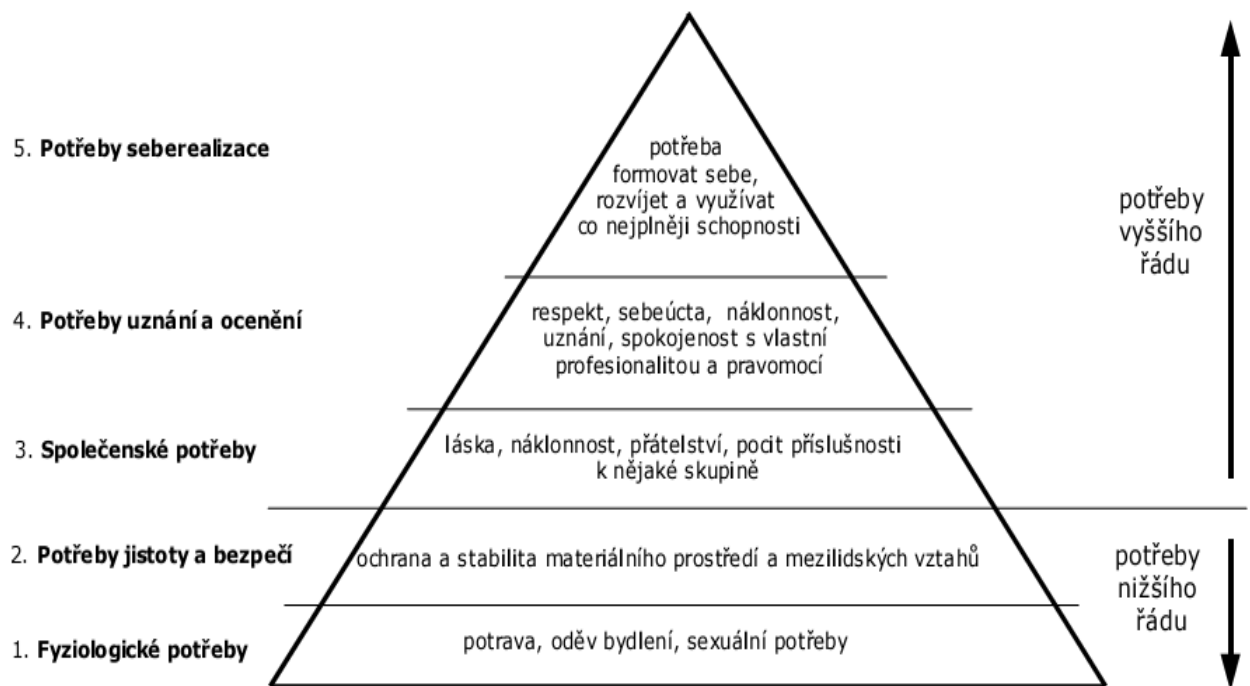 5. Potřeby seberealizace
potřeba
formovat sebe,
rozvíjet a využívat
co nejplněji schopnosti
potřeby
vyššího
řádu
4. Potřeby uznání a ocenění
respekt, sebeúcta, náklonnost,
uznání, spokojenost s vlastní
profesionalitou a pravomocí
3. Společenské potřeby
láska, náklonnost, přátelství, pocit příslušnosti
k nějaké skupině
2. Potřeby jistoty a bezpečí
ochrana a stabilita materiálního prostředí a mezilidských vztahů
potřeby
nižšího
řádu
1. Fyziologické potřeby
potrava, oděv bydlení, sexuální potřeby